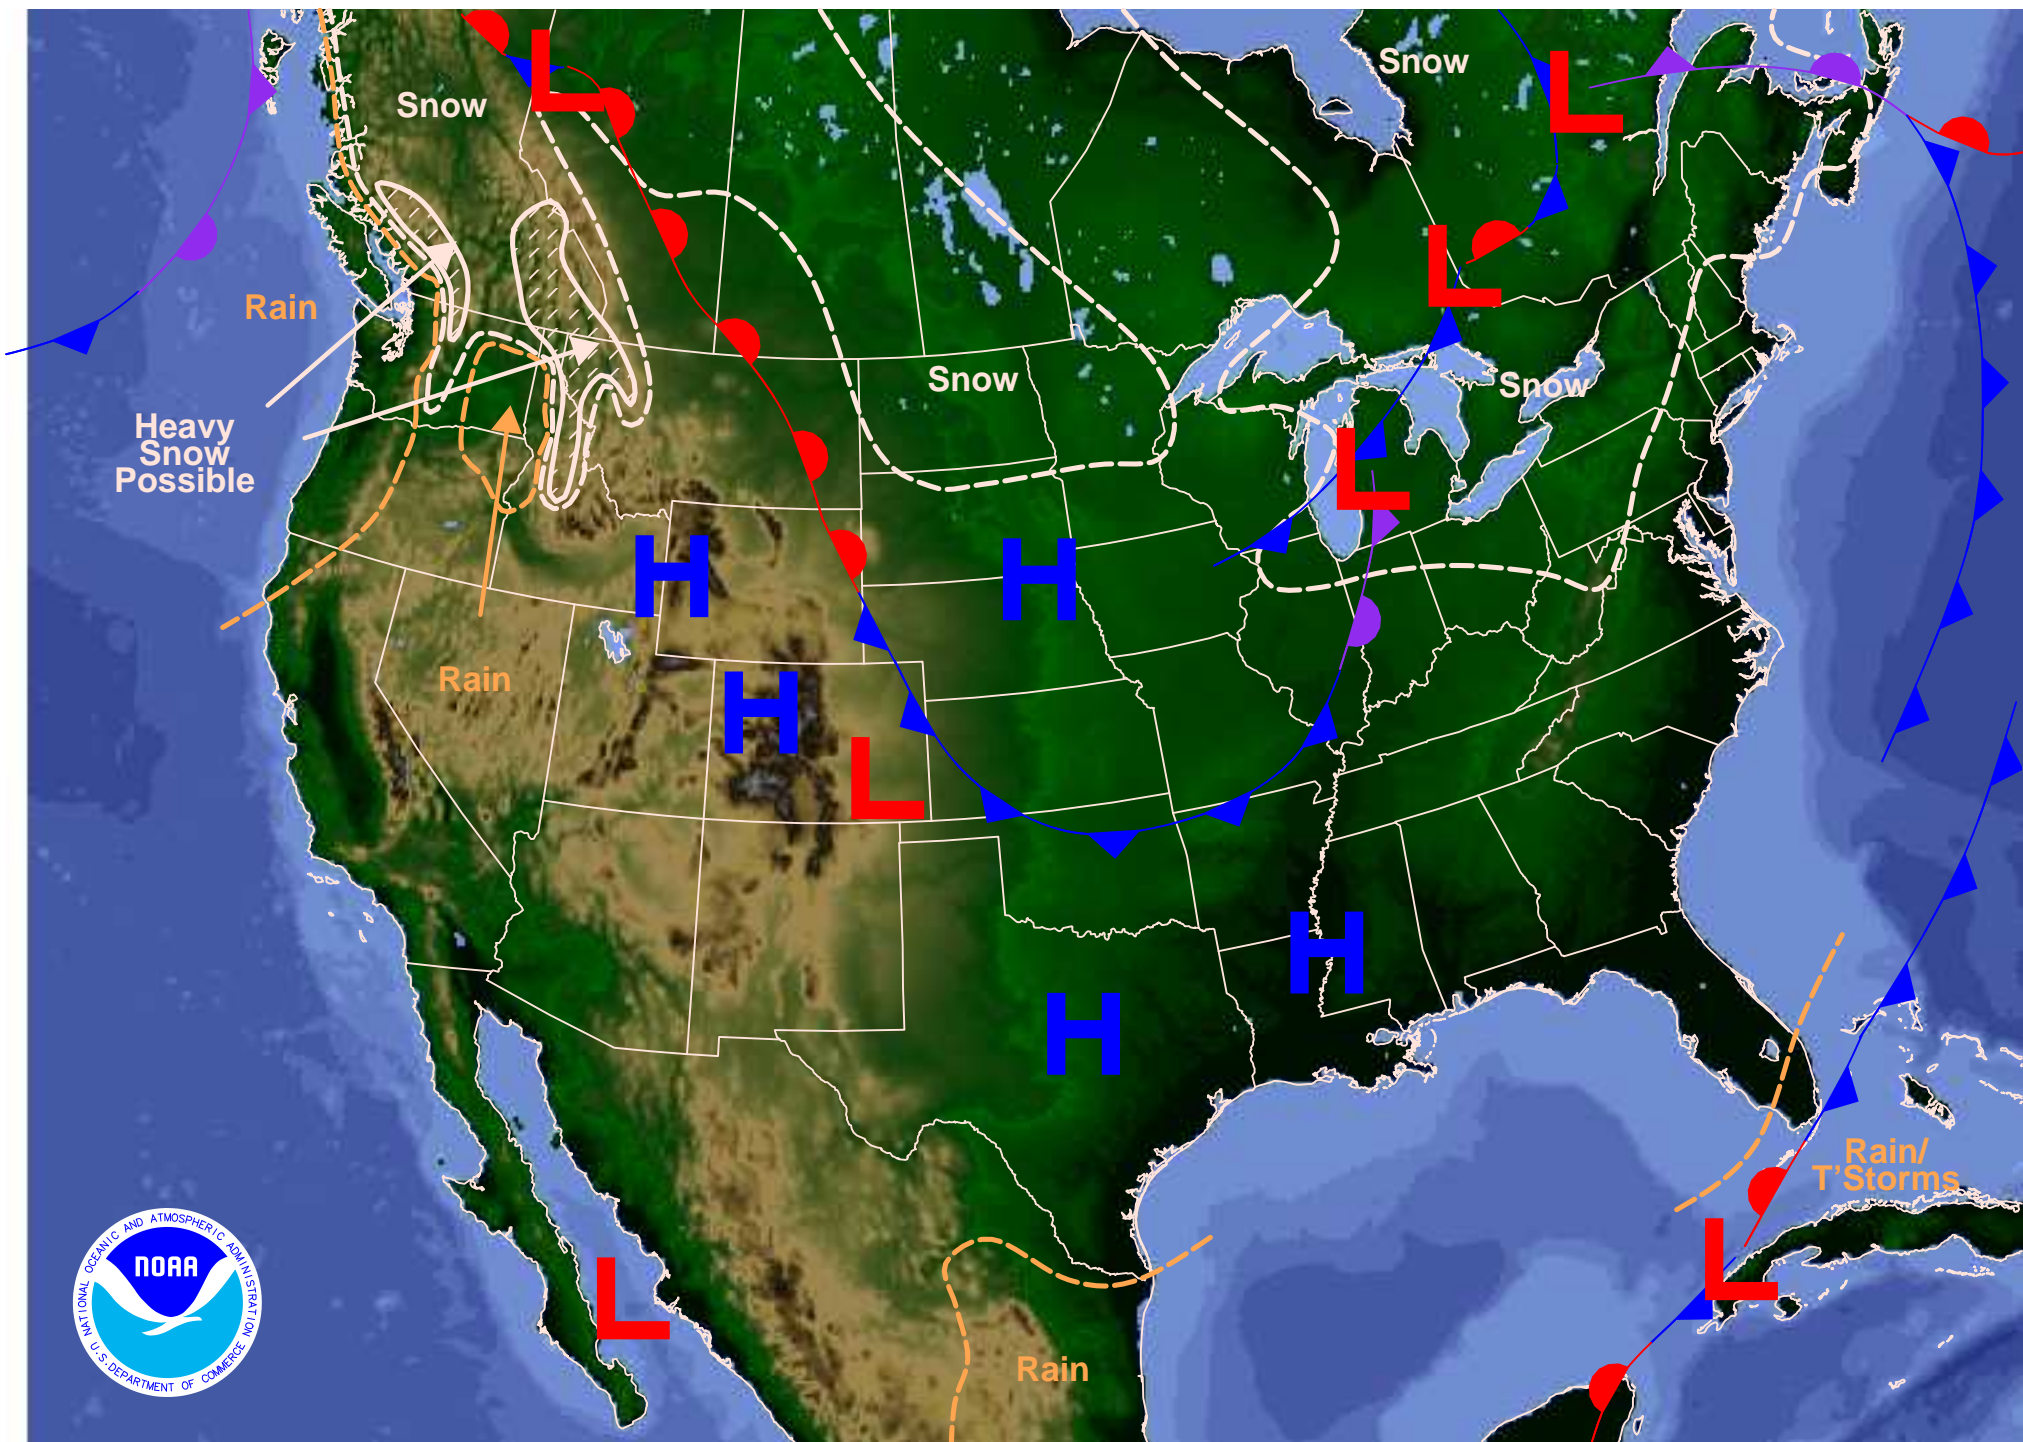 Snow
L
L
Snow
L
Rain
Snow
Snow
Heavy
Snow
Possible
L
H
H
Rain
H
L
H
H
Rain/
T'Storms
L
L
Rain
NATIONAL OCEANIC AND ATMOSPHERIC ADMINISTRATION
NOAA
U.S. DEPARTMENT OF COMMERCE